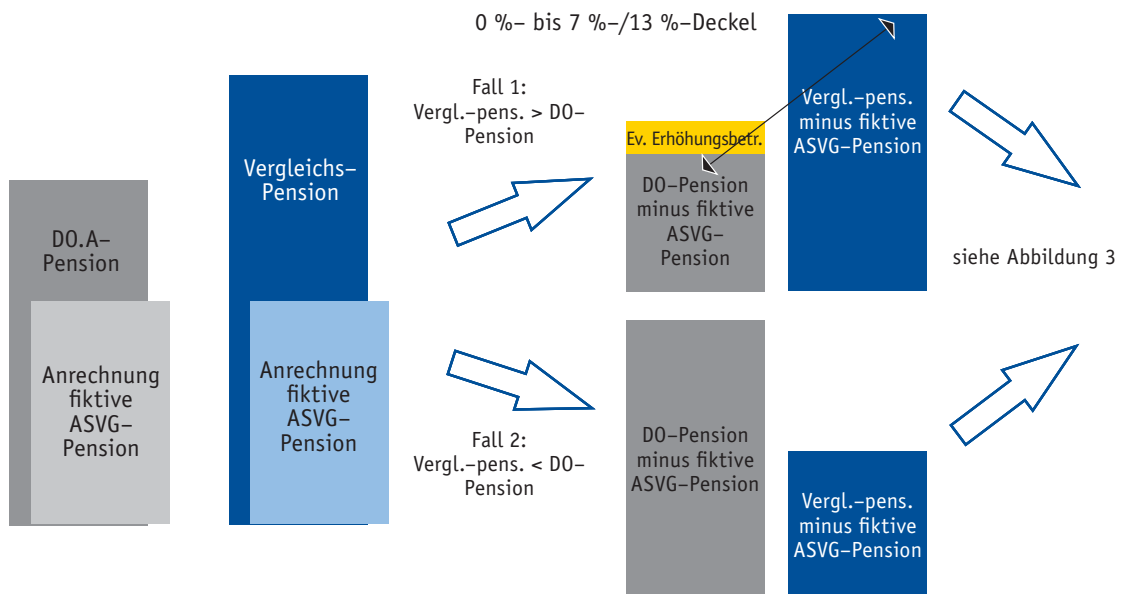 0 %– bis 7 %–/13 %–Deckel
DO.A–
Pension
Anrechnung
fiktive
ASVG–
Pension
Vergleichs–
Pension
Anrechnung
fiktive
ASVG–
Pension
Fall 1:
Vergl.–pens. > DO–
Pension
Ev. Erhöhungsbetr.
DO–Pension
minus fiktive
ASVG–
Pension
Vergl.–pens.
minus fiktive
ASVG–Pension
Fall 2:
Vergl.–pens. < DO–
Pension
DO–Pension
minus fiktive
ASVG–Pension
Vergl.–pens.
minus fiktive
ASVG–Pension
siehe Abbildung 3